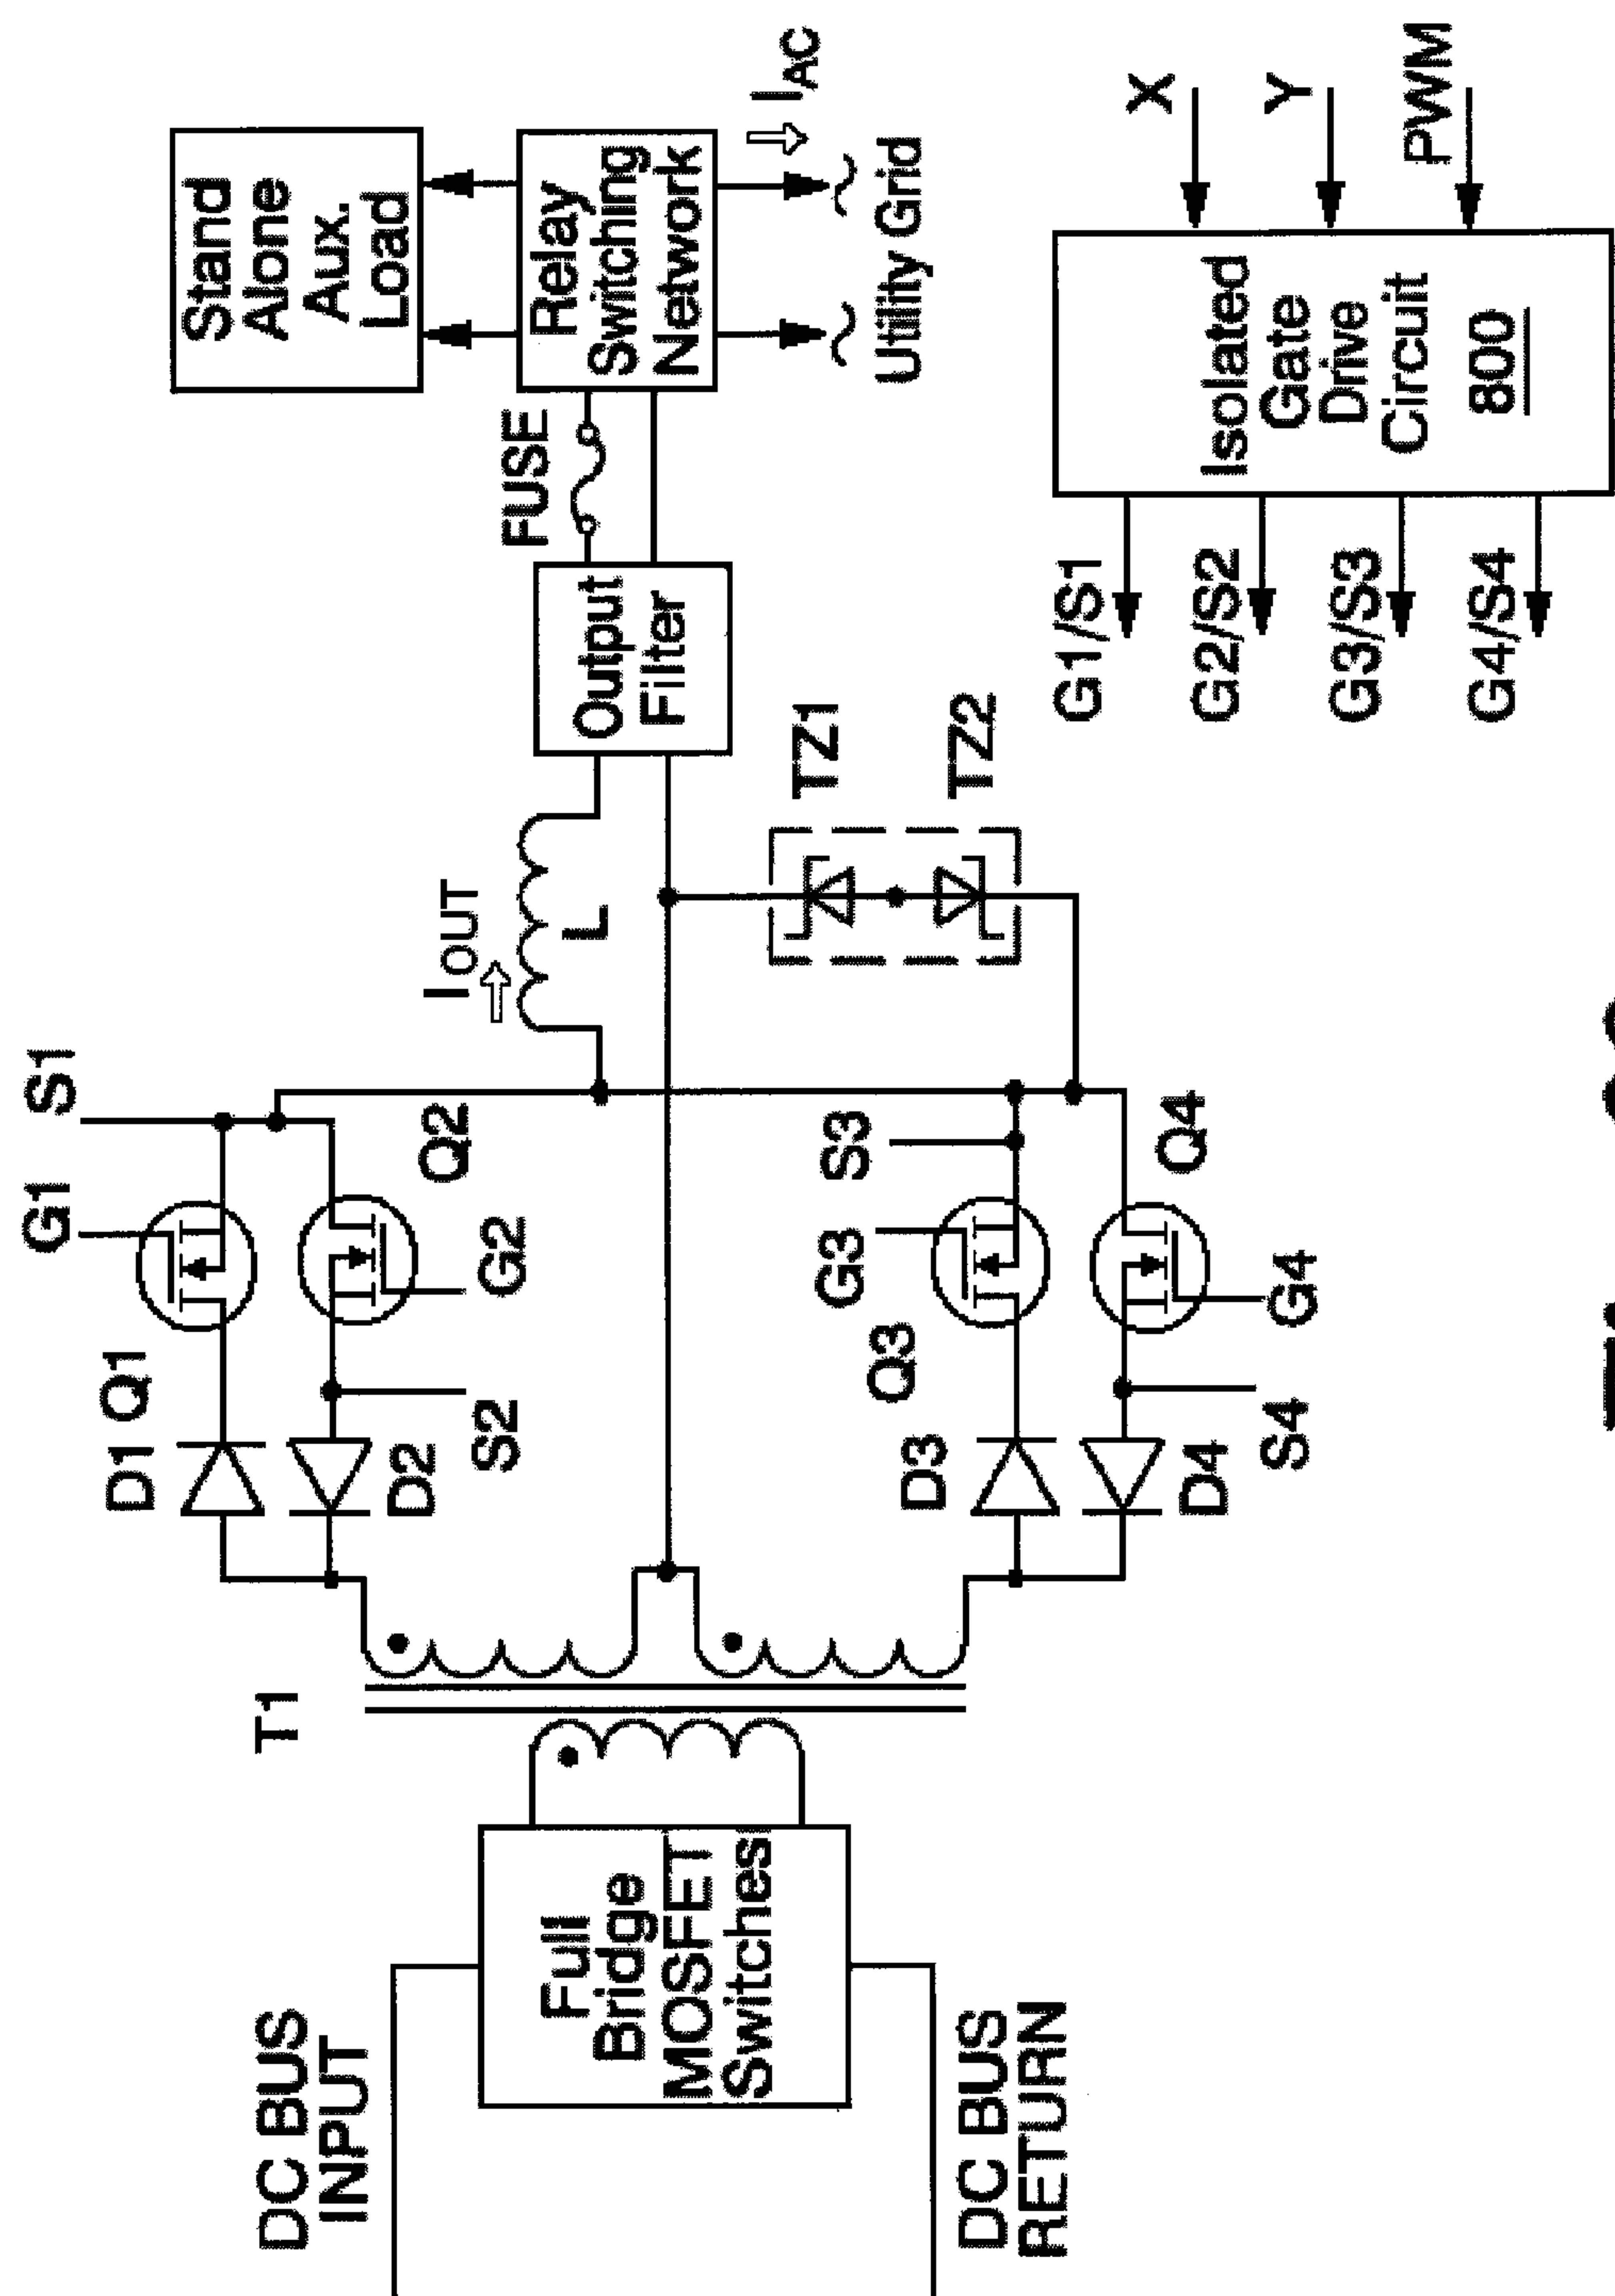 DC BUS
INPUT
DC BUS
RETURN
Full
Bridge
MOSFET
Switches
T1
D1
Q1
G1
S1
D2
S2
G2
Q2
D3
Q3
G3
S3
D4
S4
G4
Q4
IOUT
L
TZ1
TZ2
Output
Filter
FUSE
Relay
Switching
Network
Stand
Alone
Aux.
Load
IAC
Utility Grid
G1/S1
G2/S2
G3/S3
G4/S4
Isolated
Gate
Drive
Circuit
800
X
Y
PWM